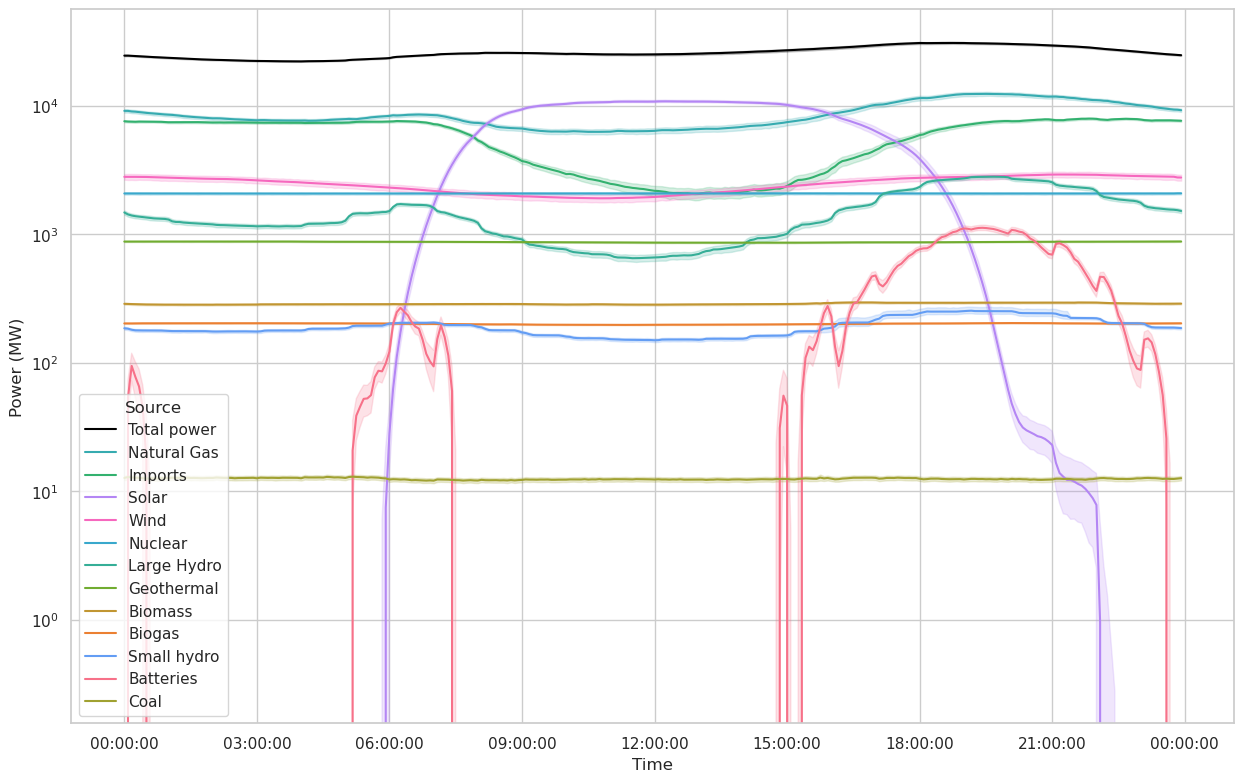 Power (MW)
10⁴
10³
10²
10¹
10⁰
Source
Total power
Natural Gas
Imports
Solar
Wind
Nuclear
Large Hydro
Geothermal
Biomass
Biogas
Small hydro
Batteries
Coal
00:00:00 03:00:00 06:00:00 09:00:00 12:00:00 15:00:00 18:00:00 21:00:00 00:00:00
Time